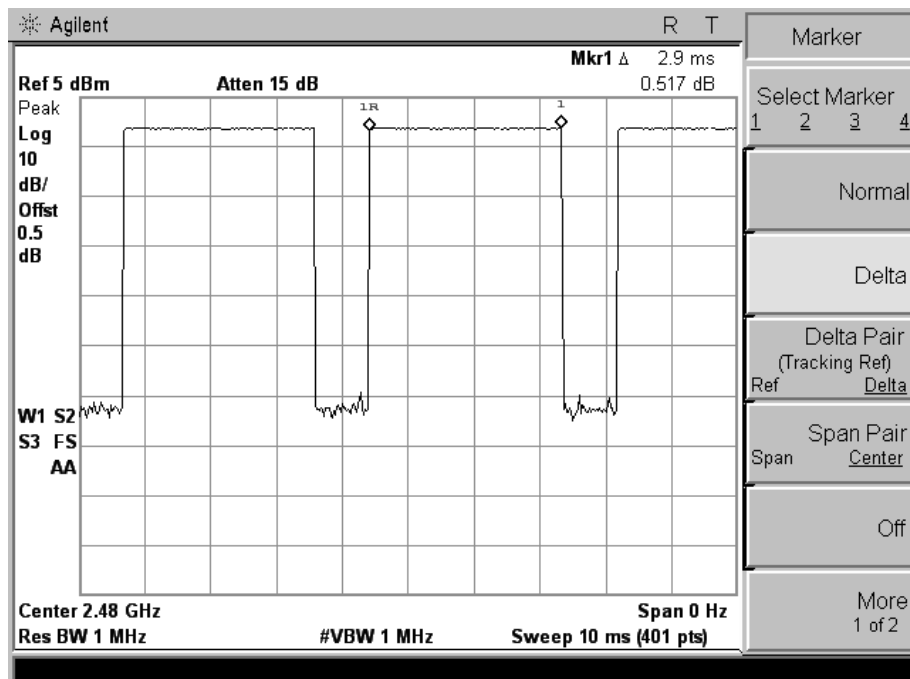 Agilent
R T
Mkr1 Δ 2.9 ms
Ref 5 dBm Atten 15 dB 0.517 dB
Peak
Log
10
dB/
Offst
0.5
dB
1R
1
W1 S2
S3 FS
AA
Center 2.48 GHz Span 0 Hz
Res BW 1 MHz #VBW 1 MHz Sweep 10 ms (401 pts)
Marker
Select Marker
1 2 3 4
Normal
Delta
Delta Pair
(Tracking Ref)
Ref Delta
Span Pair
Span Center
Off
More
1 of 2